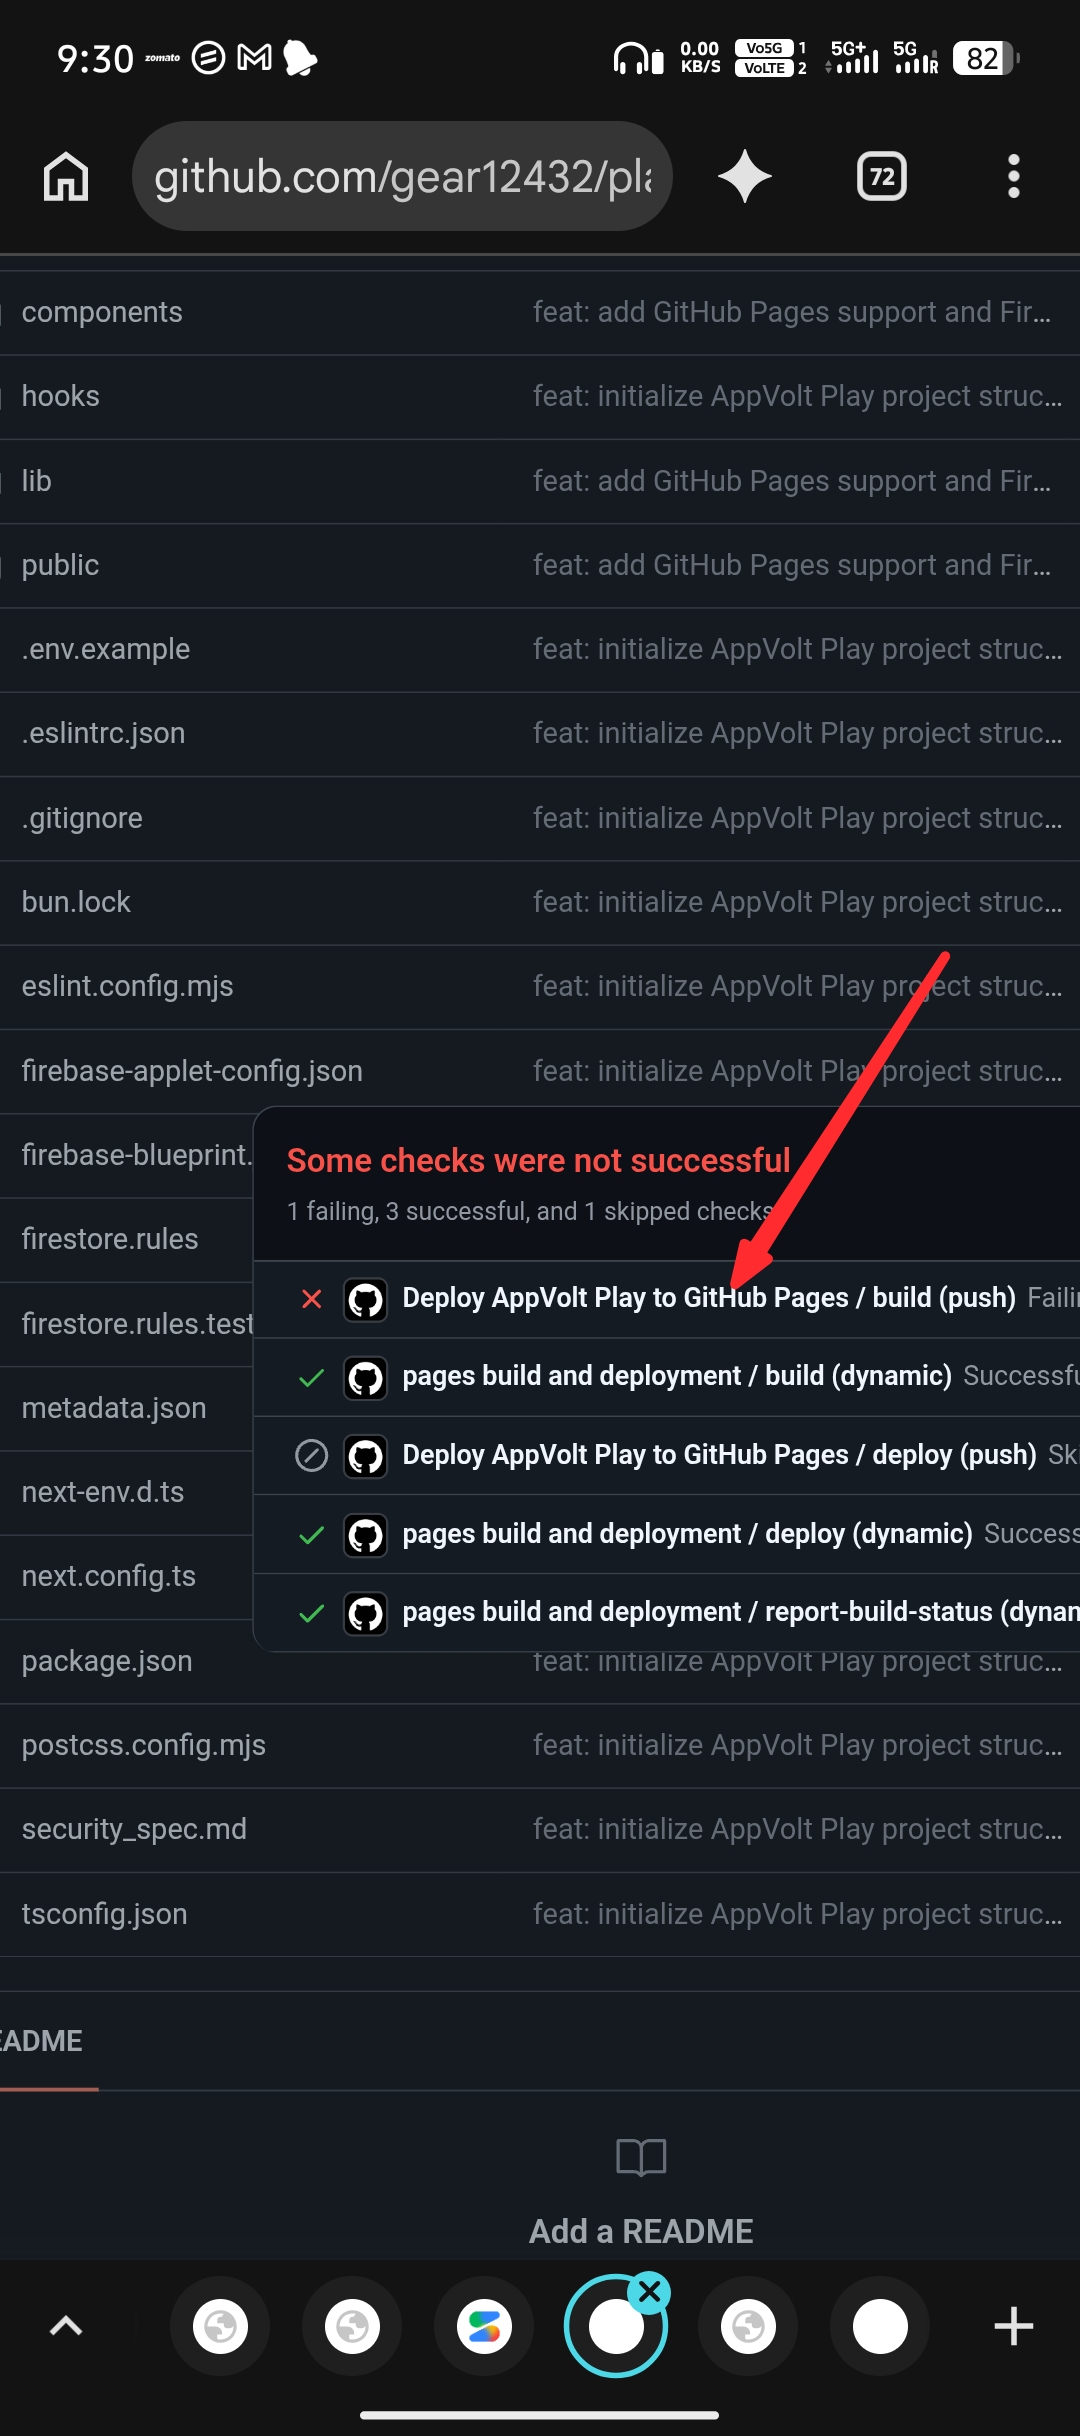 9:30 zomato 0.00 KB/S Vo5G 1 VoLTE 2 5G+ 5G R 82
github.com/gear12432/pla
72
components feat: add GitHub Pages support and Fir...
hooks feat: initialize AppVolt Play project struc...
lib feat: add GitHub Pages support and Fir...
public feat: add GitHub Pages support and Fir...
.env.example feat: initialize AppVolt Play project struc...
.eslintrc.json feat: initialize AppVolt Play project struc...
.gitignore feat: initialize AppVolt Play project struc...
bun.lock feat: initialize AppVolt Play project struc...
eslint.config.mjs feat: initialize AppVolt Play project struc...
firebase-applet-config.json feat: initialize AppVolt Play project struc...
firebase-blueprint.
Some checks were not successful
1 failing, 3 successful, and 1 skipped checks
firestore.rules
Deploy AppVolt Play to GitHub Pages / build (push) Failin
firestore.rules.test
pages build and deployment / build (dynamic) Successfu
metadata.json
Deploy AppVolt Play to GitHub Pages / deploy (push) Ski
next-env.d.ts
pages build and deployment / deploy (dynamic) Success
next.config.ts
pages build and deployment / report-build-status (dynam
package.json feat: initialize AppVolt Play project struc...
postcss.config.mjs feat: initialize AppVolt Play project struc...
security_spec.md feat: initialize AppVolt Play project struc...
tsconfig.json feat: initialize AppVolt Play project struc...
EADME
Add a README